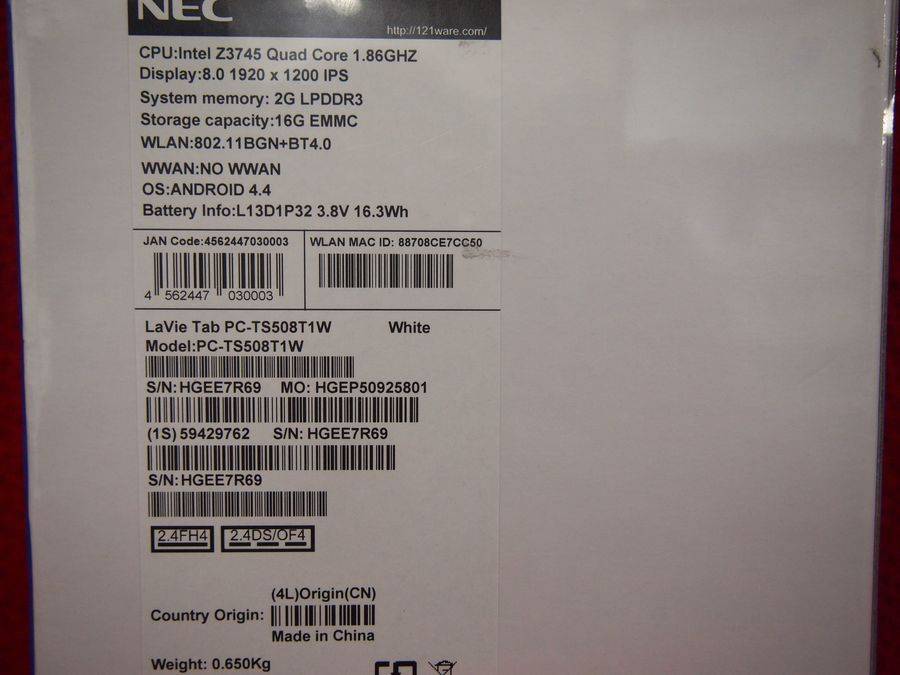 NEC
http://121ware.com/
CPU:Intel Z3745 Quad Core 1.86GHZ
Display:8.0 1920 x 1200 IPS
System memory: 2G LPDDR3
Storage capacity:16G EMMC
WLAN:802.11BGN+BT4.0
WWAN:NO WWAN
OS:ANDROID 4.4
Battery Info:L13D1P32 3.8V 16.3Wh
JAN Code:4562447030003
4 562447 030003
WLAN MAC ID: 88708CE7CC50
LaVie Tab PC-TS508T1W White
Model:PC-TS508T1W
S/N:HGEE7R69 MO: HGEP50925801
(1S)59429762 S/N: HGEE7R69
S/N:HGEE7R69
2.4FH4 2.4DS/OF4
(4L)Origin(CN)
Country Origin:
Made in China
Weight: 0.650Kg